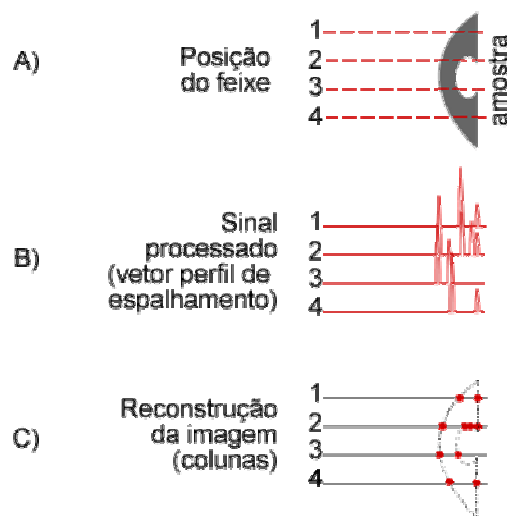 A)
Posição
do feixe
1
2
3
4
amostra
B)
Sinal
processado
(vetor perfil de
espalhamento)
1
2
3
4
C)
Reconstrução
da imagem
(colunas)
1
2
3
4